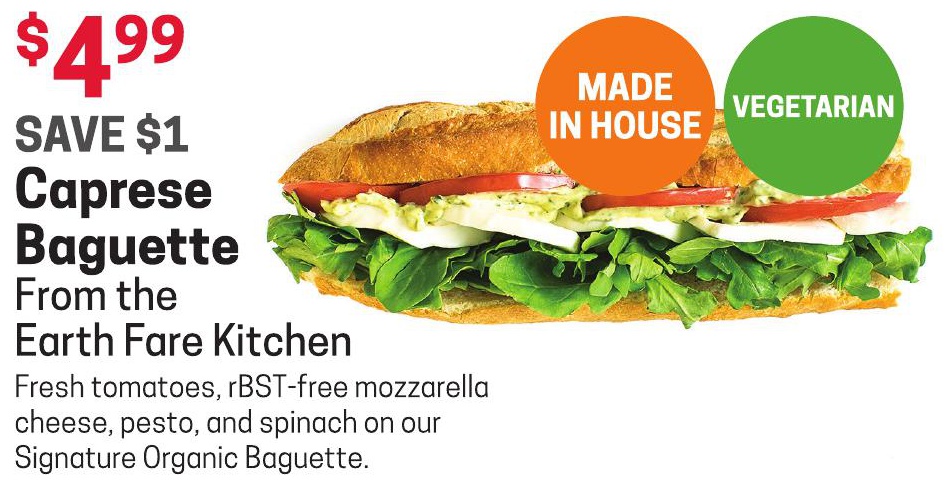 $4.99
SAVE $1
Caprese
Baguette
From the
Earth Fare Kitchen
Fresh tomatoes, rBST-free mozzarella
cheese, pesto, and spinach on our
Signature Organic Baguette.
MADE
IN HOUSE
VEGETARIAN